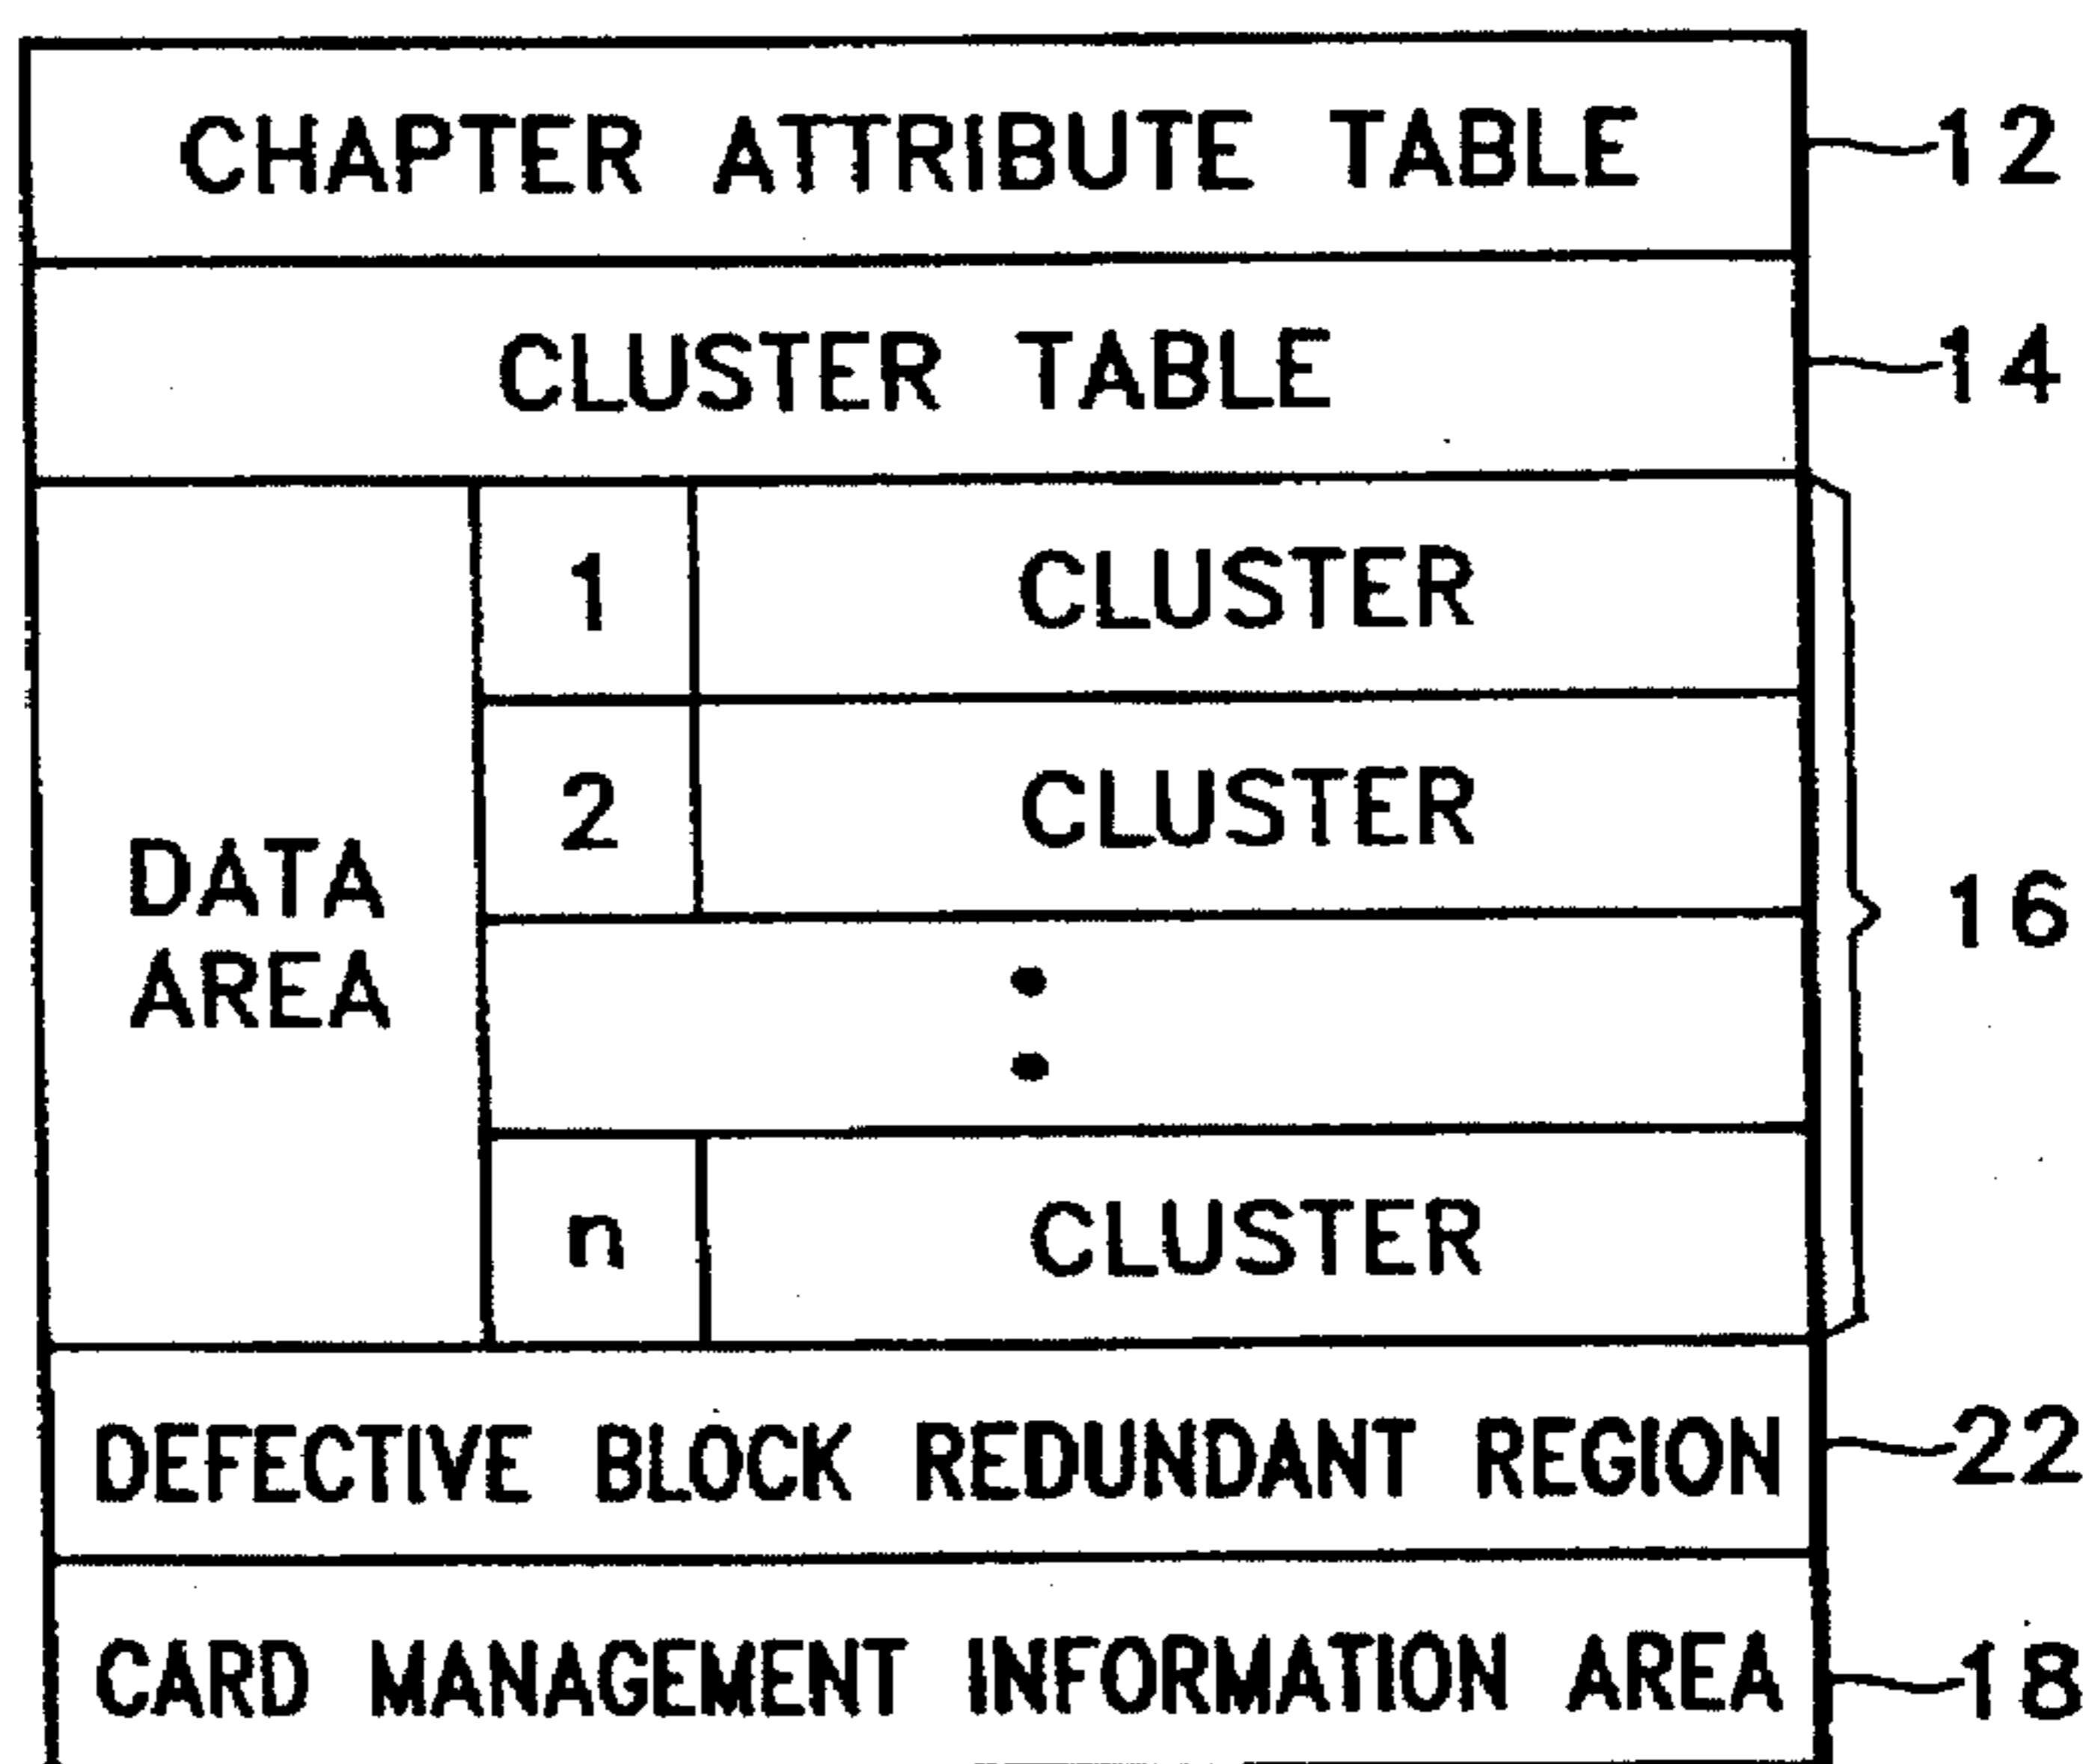 CHAPTER ATTRIBUTE TABLE 12
CLUSTER TABLE 14
1 CLUSTER
2 CLUSTER
DATA
AREA
16
n CLUSTER
DEFECTIVE BLOCK REDUNDANT REGION 22
CARD MANAGEMENT INFORMATION AREA 18